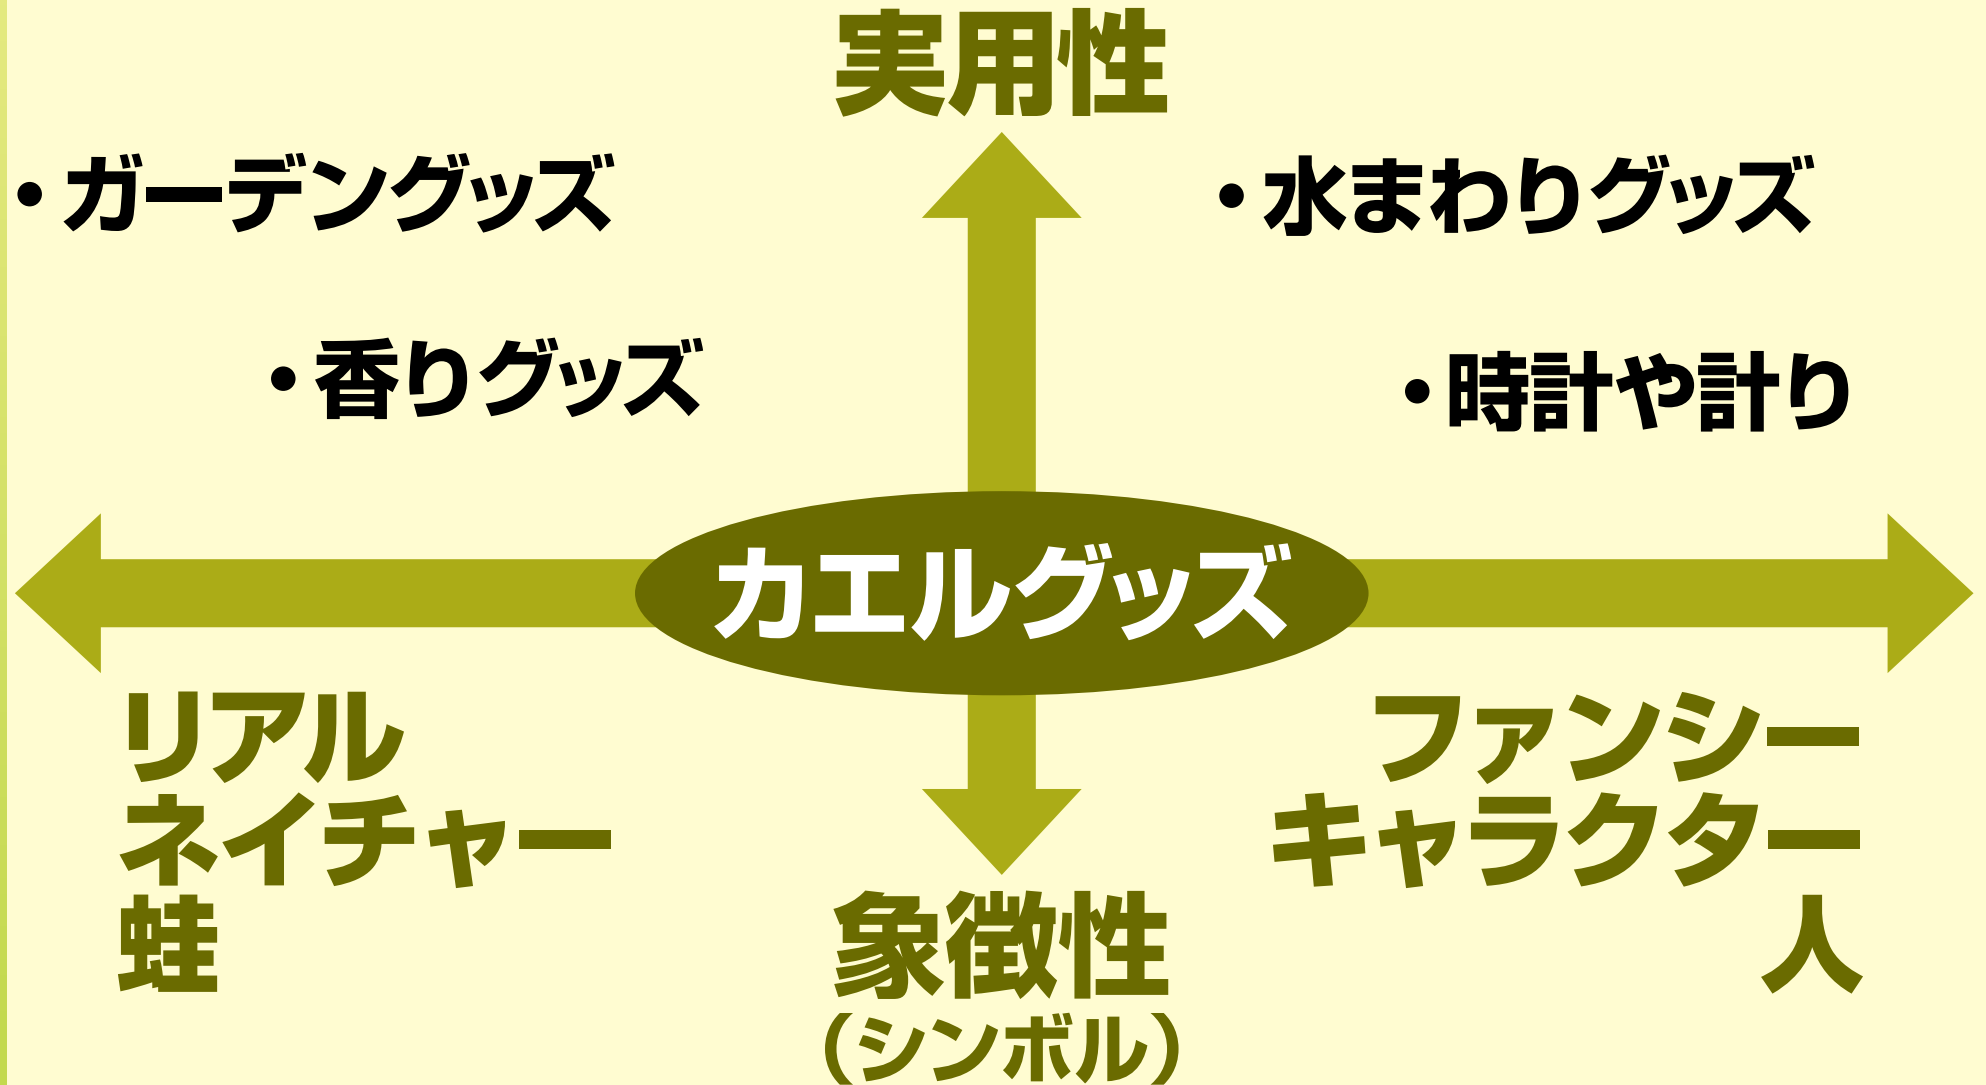 実用性
・ガーデングッズ
・水まわりグッズ
・香りグッズ
・時計や計り
カエルグッズ
リアル
ネイチャー
蛙
ファンシー
キャラクター
人
象徴性
（シンボル）